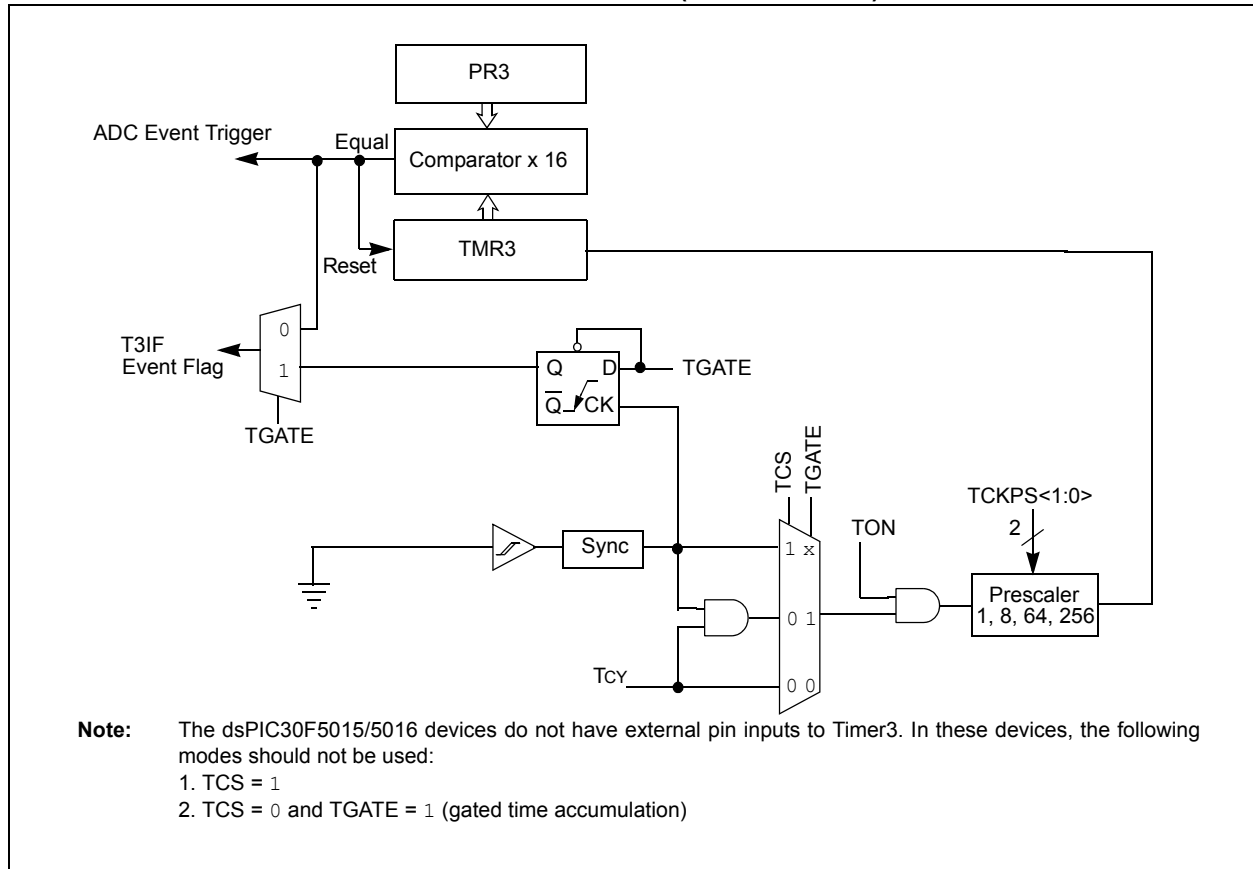 PR3
ADC Event Trigger
Equal
Comparator x 16
Reset
TMR3
0
1
T3IF
Event Flag
TGATE
Q
D
Q̅
CK
TGATE
TCS
TGATE
TCKPS<1:0>
2
TON
Sync
1 x
0 1
0 0
Prescaler
1, 8, 64, 256
TCY
Note: The dsPIC30F5015/5016 devices do not have external pin inputs to Timer3. In these devices, the following
modes should not be used:
1. TCS = 1
2. TCS = 0 and TGATE = 1 (gated time accumulation)